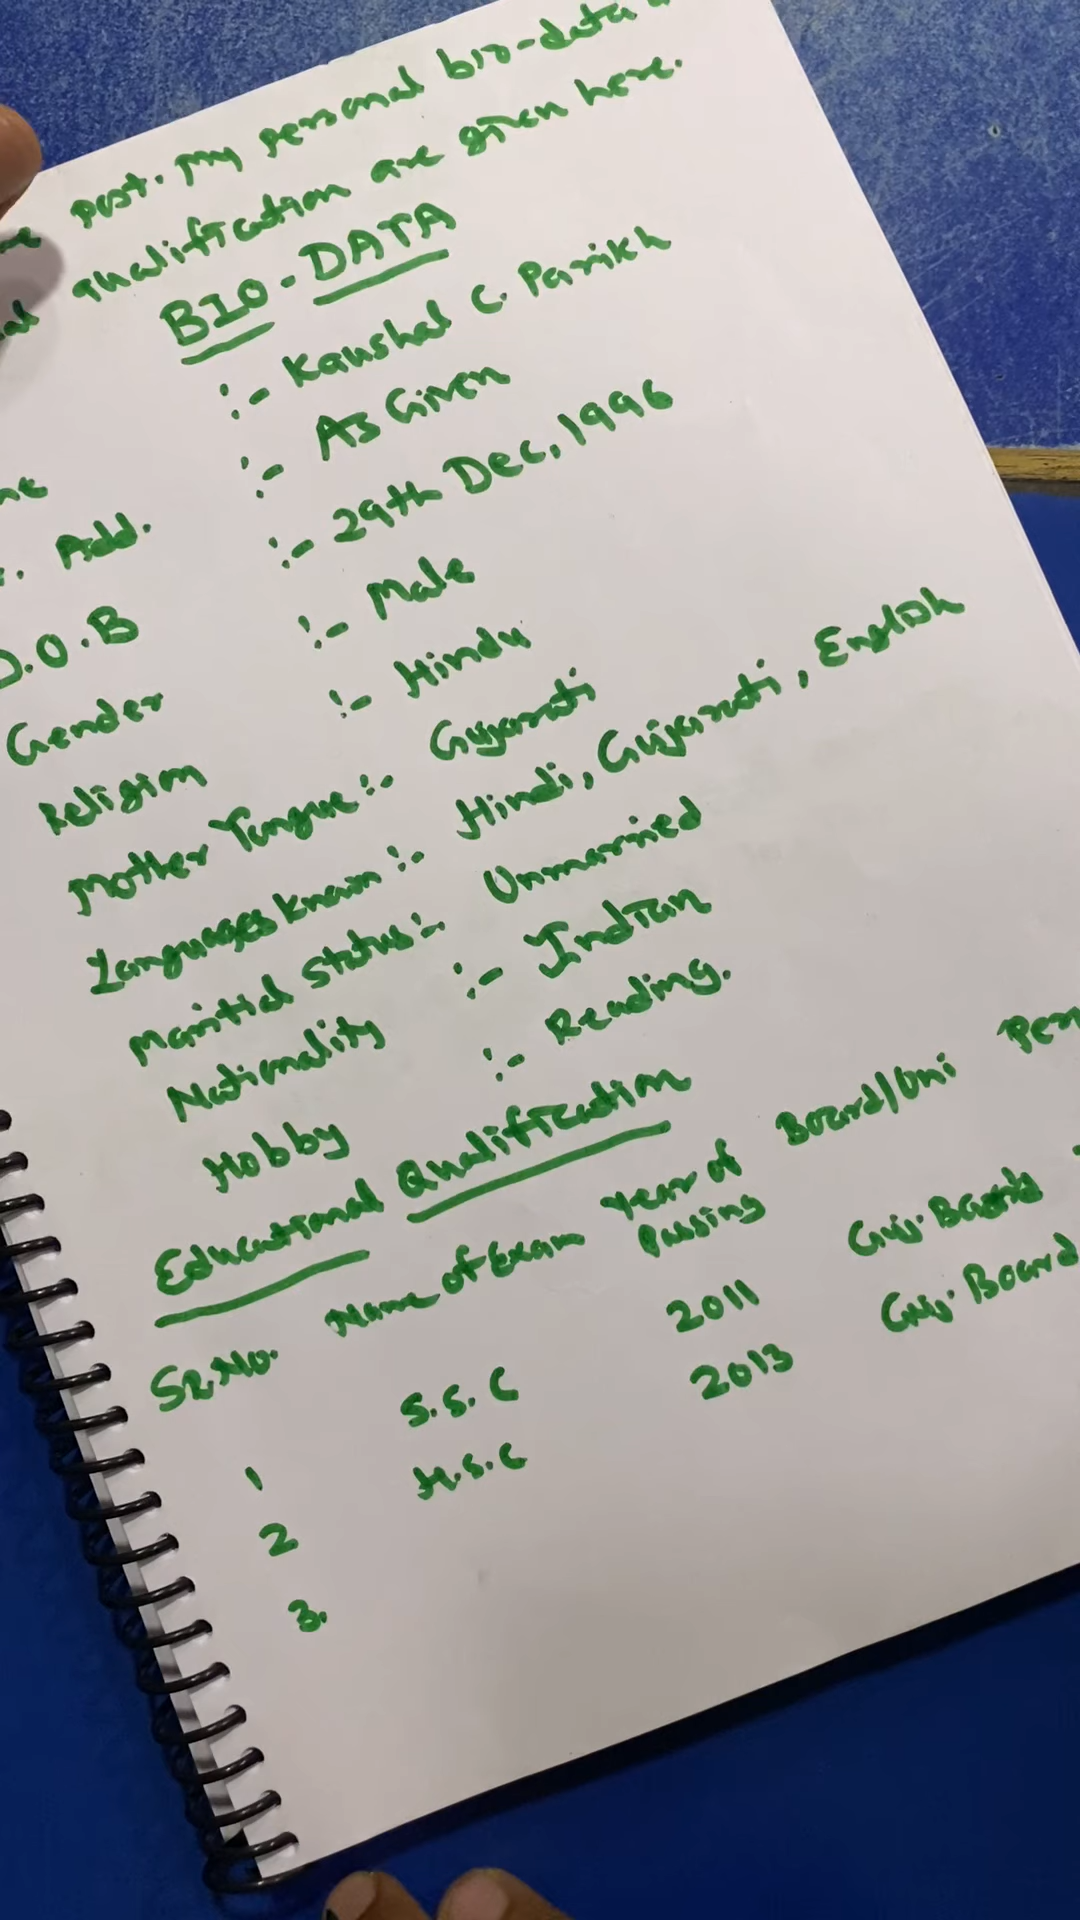 post. My personal bio-data
qualification are given here.
BIO-DATA
:- Kaushal C. Parikh
Add. :- As Given
D.O.B :- 29th Dec, 1996
Gender :- Male
Religion :- Hindu
Mother Tongue :- Gujarati
Languages Known :- Hindi, Gujarati, English
Maritial Status :- Unmarried
Nationality :- Indian
Hobby :- Reading.
Educational Qualification
Sr. No. Name of Exam Year of Passing Board/Uni Per
1 S.S.C 2011 Guj. Board
2 H.S.C 2013 Guj. Board
3.